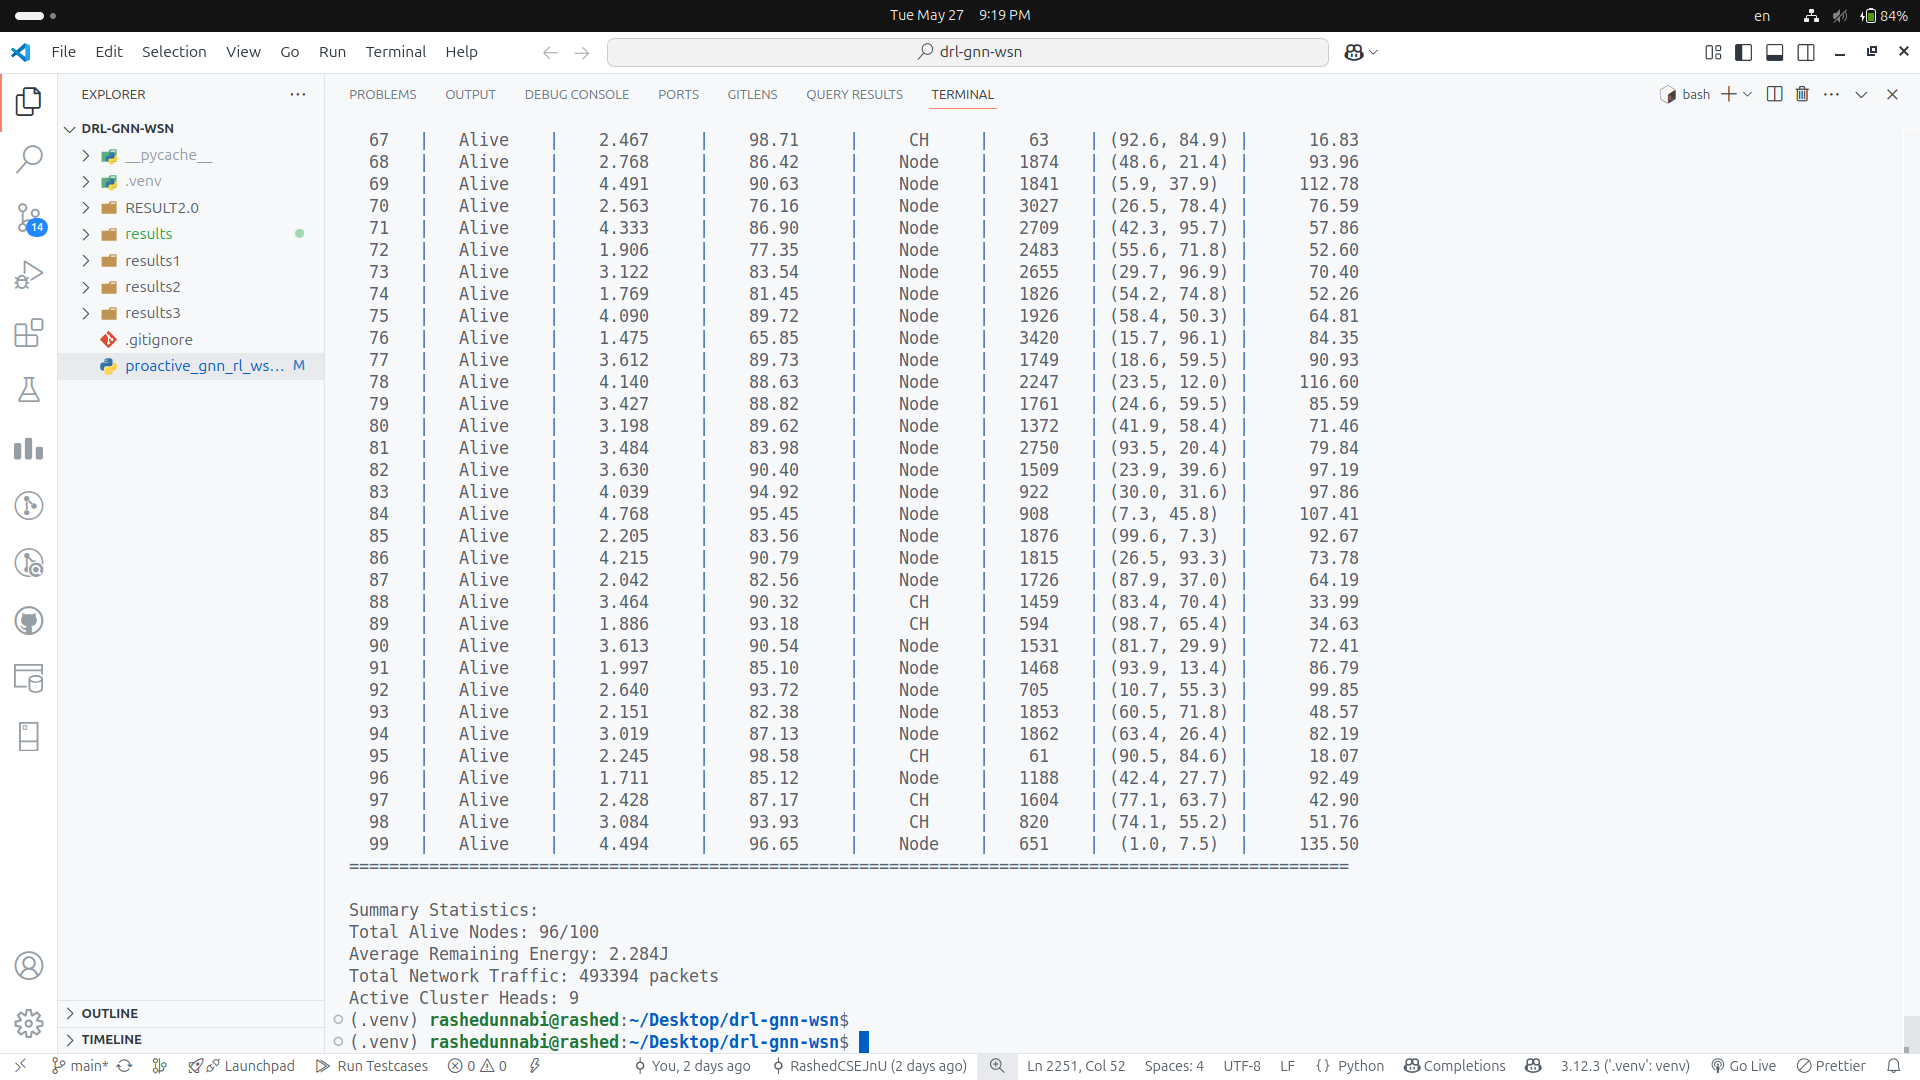 Tue May 27 9:19 PM
en
84%
File Edit Selection View Go Run Terminal Help
drl-gnn-wsn
EXPLORER
PROBLEMS OUTPUT DEBUG CONSOLE PORTS GITLENS QUERY RESULTS TERMINAL
bash
DRL-GNN-WSN
__pycache__
.venv
RESULT2.0
results
results1
results2
results3
.gitignore
proactive_gnn_rl_ws... M
14
OUTLINE
TIMELINE
67 | Alive | 2.467 | 98.71 | CH | 63 | (92.6, 84.9) | 16.83
68 | Alive | 2.768 | 86.42 | Node | 1874 | (48.6, 21.4) | 93.96
69 | Alive | 4.491 | 90.63 | Node | 1841 | (5.9, 37.9) | 112.78
70 | Alive | 2.563 | 76.16 | Node | 3027 | (26.5, 78.4) | 76.59
71 | Alive | 4.333 | 86.90 | Node | 2709 | (42.3, 95.7) | 57.86
72 | Alive | 1.906 | 77.35 | Node | 2483 | (55.6, 71.8) | 52.60
73 | Alive | 3.122 | 83.54 | Node | 2655 | (29.7, 96.9) | 70.40
74 | Alive | 1.769 | 81.45 | Node | 1826 | (54.2, 74.8) | 52.26
75 | Alive | 4.090 | 89.72 | Node | 1926 | (58.4, 50.3) | 64.81
76 | Alive | 1.475 | 65.85 | Node | 3420 | (15.7, 96.1) | 84.35
77 | Alive | 3.612 | 89.73 | Node | 1749 | (18.6, 59.5) | 90.93
78 | Alive | 4.140 | 88.63 | Node | 2247 | (23.5, 12.0) | 116.60
79 | Alive | 3.427 | 88.82 | Node | 1761 | (24.6, 59.5) | 85.59
80 | Alive | 3.198 | 89.62 | Node | 1372 | (41.9, 58.4) | 71.46
81 | Alive | 3.484 | 83.98 | Node | 2750 | (93.5, 20.4) | 79.84
82 | Alive | 3.630 | 90.40 | Node | 1509 | (23.9, 39.6) | 97.19
83 | Alive | 4.039 | 94.92 | Node | 922 | (30.0, 31.6) | 97.86
84 | Alive | 4.768 | 95.45 | Node | 908 | (7.3, 45.8) | 107.41
85 | Alive | 2.205 | 83.56 | Node | 1876 | (99.6, 7.3) | 92.67
86 | Alive | 4.215 | 90.79 | Node | 1815 | (26.5, 93.3) | 73.78
87 | Alive | 2.042 | 82.56 | Node | 1726 | (87.9, 37.0) | 64.19
88 | Alive | 3.464 | 90.32 | CH | 1459 | (83.4, 70.4) | 33.99
89 | Alive | 1.886 | 93.18 | CH | 594 | (98.7, 65.4) | 34.63
90 | Alive | 3.613 | 90.54 | Node | 1531 | (81.7, 29.9) | 72.41
91 | Alive | 1.997 | 85.10 | Node | 1468 | (93.9, 13.4) | 86.79
92 | Alive | 2.640 | 93.72 | Node | 705 | (10.7, 55.3) | 99.85
93 | Alive | 2.151 | 82.38 | Node | 1853 | (60.5, 71.8) | 48.57
94 | Alive | 3.019 | 87.13 | Node | 1862 | (63.4, 26.4) | 82.19
95 | Alive | 2.245 | 98.58 | CH | 61 | (90.5, 84.6) | 18.07
96 | Alive | 1.711 | 85.12 | Node | 1188 | (42.4, 27.7) | 92.49
97 | Alive | 2.428 | 87.17 | CH | 1604 | (77.1, 63.7) | 42.90
98 | Alive | 3.084 | 93.93 | CH | 820 | (74.1, 55.2) | 51.76
99 | Alive | 4.494 | 96.65 | Node | 651 | (1.0, 7.5) | 135.50
====================================================================================================
Summary Statistics:
Total Alive Nodes: 96/100
Average Remaining Energy: 2.284J
Total Network Traffic: 493394 packets
Active Cluster Heads: 9
(.venv) rashedunnabi@rashed:~/Desktop/drl-gnn-wsn$
(.venv) rashedunnabi@rashed:~/Desktop/drl-gnn-wsn$
main* Launchpad Run Testcases 0 0 You, 2 days ago RashedCSEJnU (2 days ago) Ln 2251, Col 52 Spaces: 4 UTF-8 LF {} Python Completions 3.12.3 ('.venv': venv) Go Live Prettier